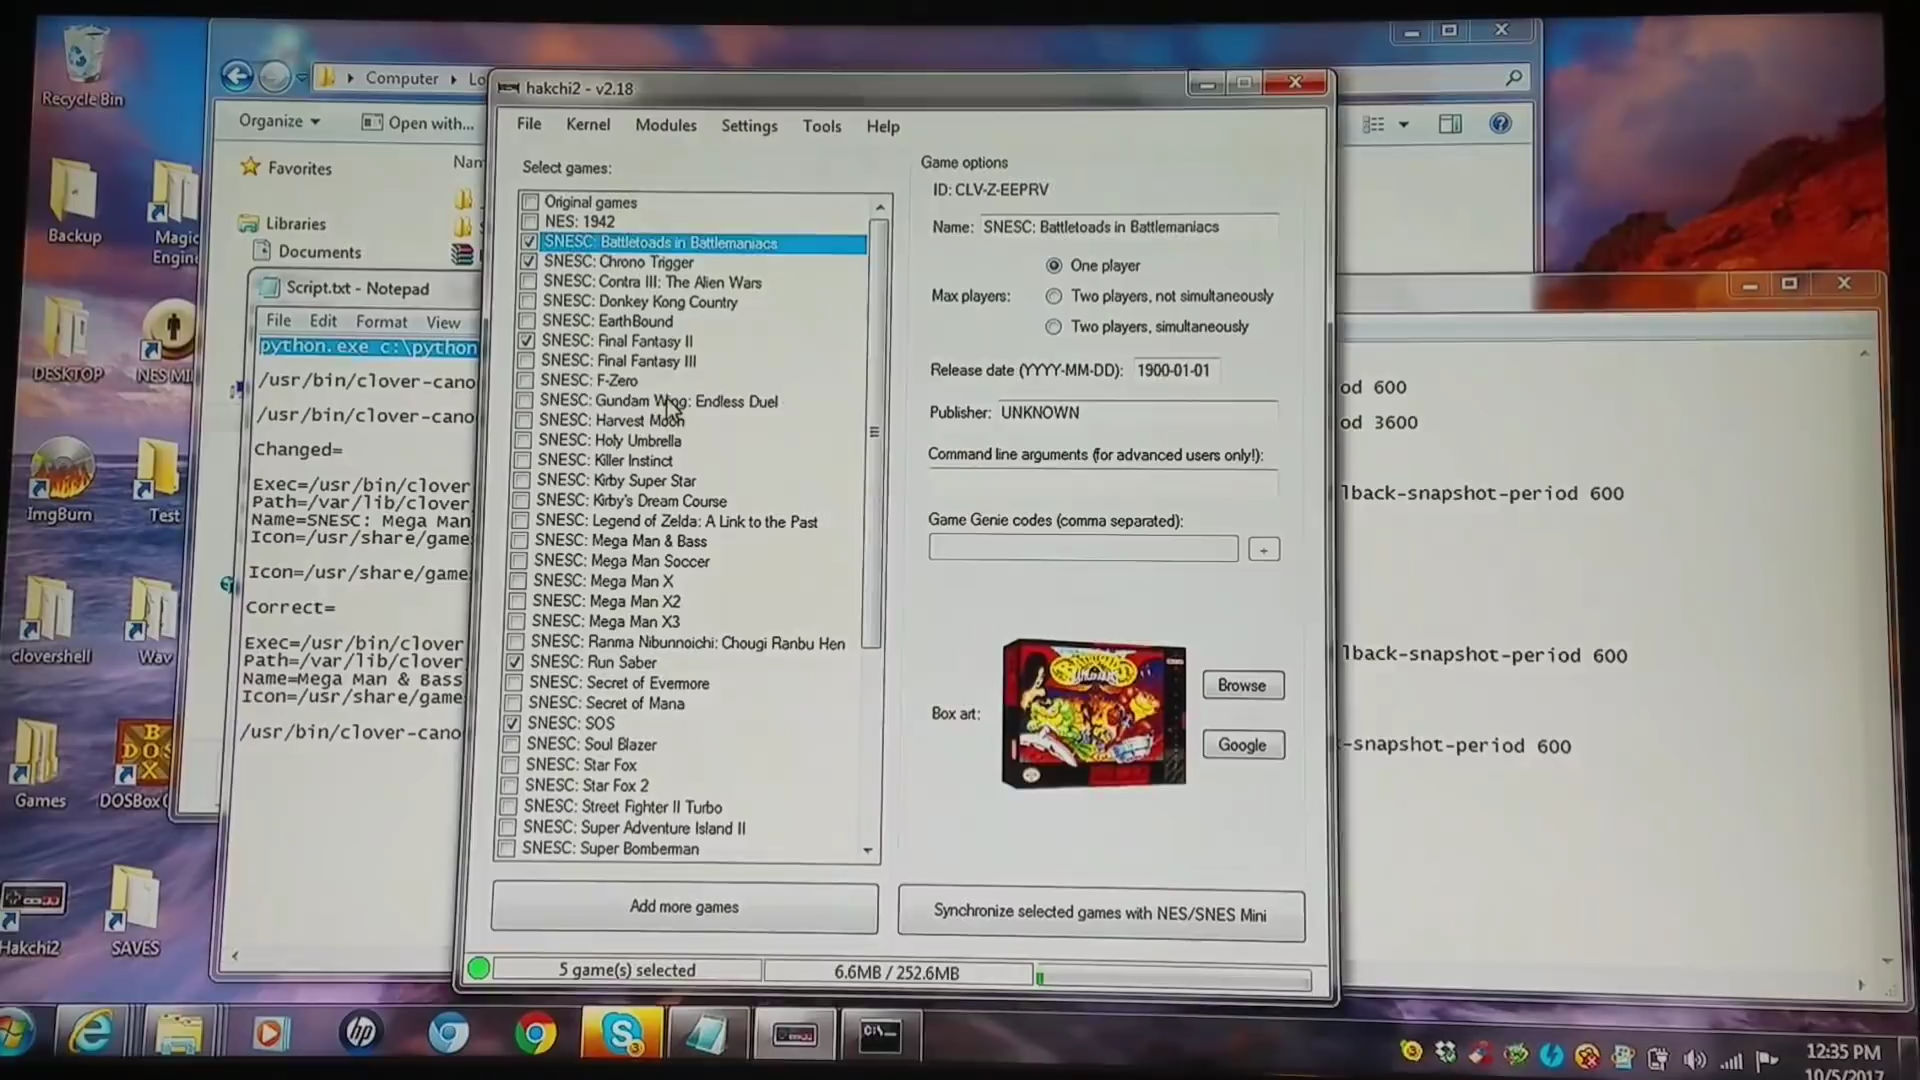 Recycle Bin
Backup
Magic
Engine
DESKTOP
NES MI
ImgBurn
Test
clovershell
Wav
Games
DOSBox
Hakchi2
SAVES
Computer
Lo
Organize
Open with...
Favorites
Nam
Libraries
Documents
Script.txt - Notepad
File Edit Format View
python.exe c:\python
/usr/bin/clover-cano
/usr/bin/clover-cano
Changed=
Exec=/usr/bin/clover
Path=/var/lib/clover
Name=SNESC: Mega Man
Icon=/usr/share/game
Icon=/usr/share/game
Correct=
Exec=/usr/bin/clover
Path=/var/lib/clover
Name=Mega Man & Bass
Icon=/usr/share/game
/usr/bin/clover-cano
hakchi2 - v2.18
File Kernel Modules Settings Tools Help
Select games:
Original games
NES: 1942
SNESC: Battletoads in Battlemaniacs
SNESC: Chrono Trigger
SNESC: Contra III: The Alien Wars
SNESC: Donkey Kong Country
SNESC: EarthBound
SNESC: Final Fantasy II
SNESC: Final Fantasy III
SNESC: F-Zero
SNESC: Gundam Wing: Endless Duel
SNESC: Harvest Moon
SNESC: Holy Umbrella
SNESC: Killer Instinct
SNESC: Kirby Super Star
SNESC: Kirby's Dream Course
SNESC: Legend of Zelda: A Link to the Past
SNESC: Mega Man & Bass
SNESC: Mega Man Soccer
SNESC: Mega Man X
SNESC: Mega Man X2
SNESC: Mega Man X3
SNESC: Ranma Nibunnoichi: Chougi Ranbu Hen
SNESC: Run Saber
SNESC: Secret of Evermore
SNESC: Secret of Mana
SNESC: SOS
SNESC: Soul Blazer
SNESC: Star Fox
SNESC: Star Fox 2
SNESC: Street Fighter II Turbo
SNESC: Super Adventure Island II
SNESC: Super Bomberman
Add more games
5 game(s) selected
6.6MB / 252.6MB
Game options
ID: CLV-Z-EEPRV
Name: SNESC: Battletoads in Battlemaniacs
Max players:
One player
Two players, not simultaneously
Two players, simultaneously
Release date (YYYY-MM-DD): 1900-01-01
Publisher: UNKNOWN
Command line arguments (for advanced users only!):
Game Genie codes (comma separated):
+
Box art:
Browse
Google
Synchronize selected games with NES/SNES Mini
od 600
od 3600
lback-snapshot-period 600
lback-snapshot-period 600
-snapshot-period 600
hp
3
C:\
12:35 PM
10/5/2017